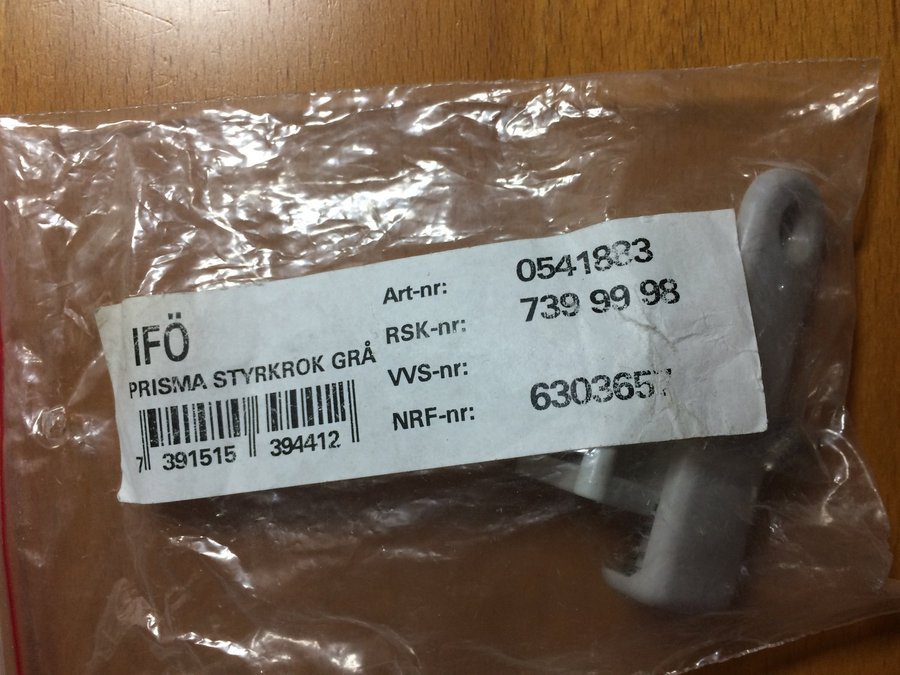 IFÖ
PRISMA STYRKROK GRÅ
7 391515 394412
Art-nr: 0541883
RSK-nr: 739 99 98
VVS-nr:
NRF-nr: 6303657